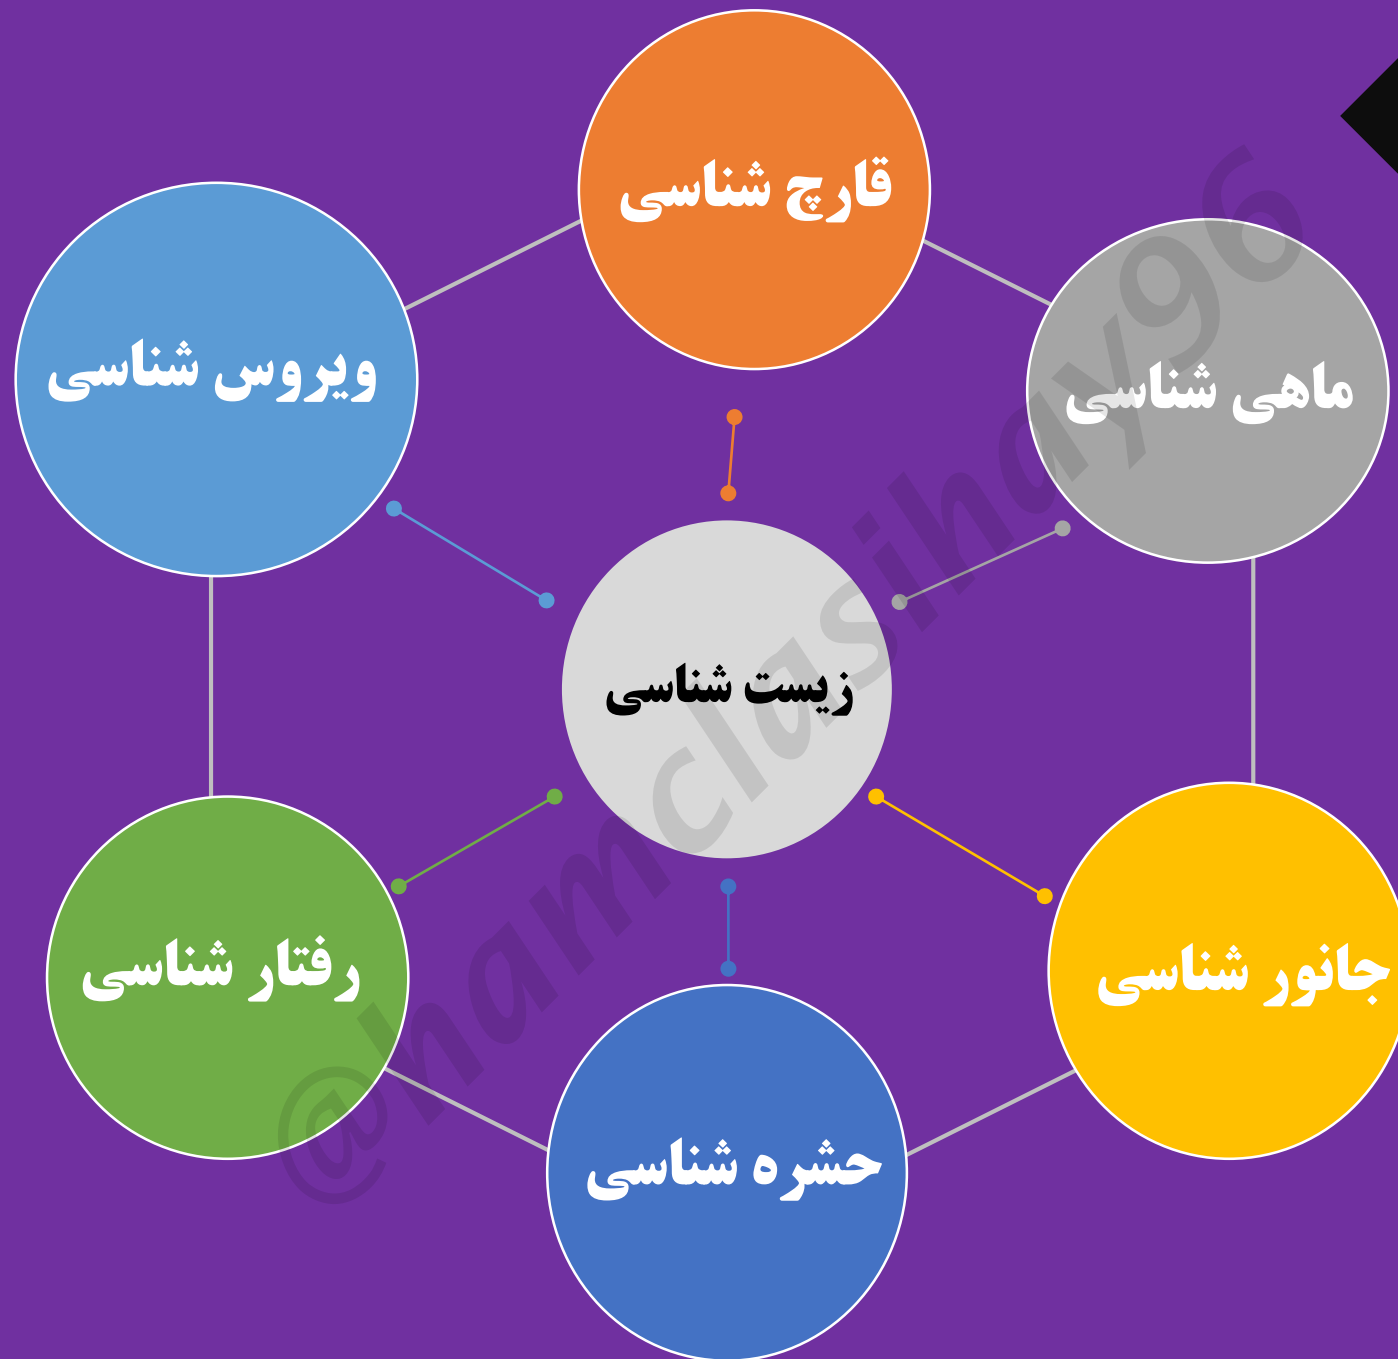 قارچ شناسی
ویروس شناسی
ماهی شناسی
زیست شناسی
رفتار شناسی
جانور شناسی
حشره شناسی
@hamclasihay96